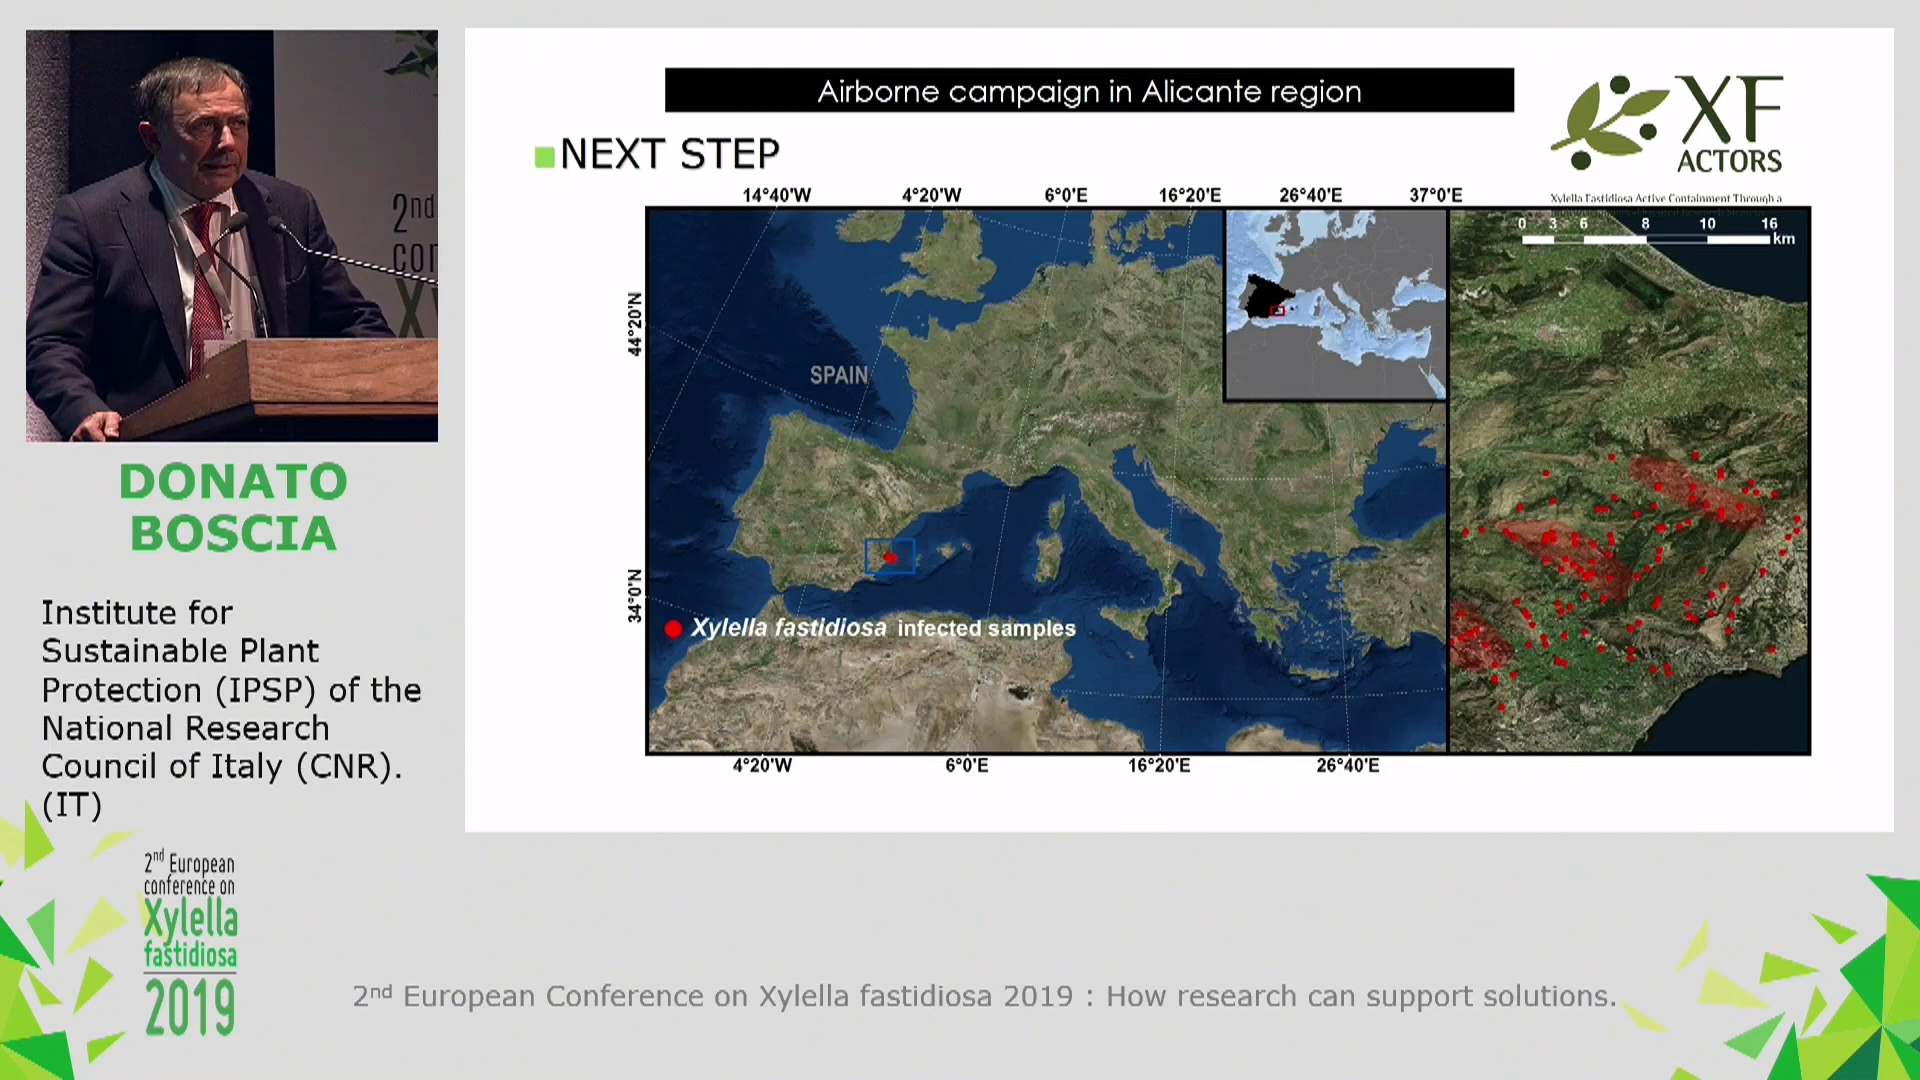 Airborne campaign in Alicante region
NEXT STEP
XF
ACTORS
Xylella Fastidiosa Active Containment Through a
14°40'W 4°20'W 6°0'E 16°20'E 26°40'E 37°0'E
0 3 6 8 10 16
km
44°20'N
SPAIN
34°0'N
Xylella fastidiosa infected samples
4°20'W 6°0'E 16°20'E 26°40'E
2nd
DONATO
BOSCIA
Institute for
Sustainable Plant
Protection (IPSP) of the
National Research
Council of Italy (CNR).
(IT)
2nd European
conference on
Xylella
fastidiosa
2019
2nd European Conference on Xylella fastidiosa 2019 : How research can support solutions.